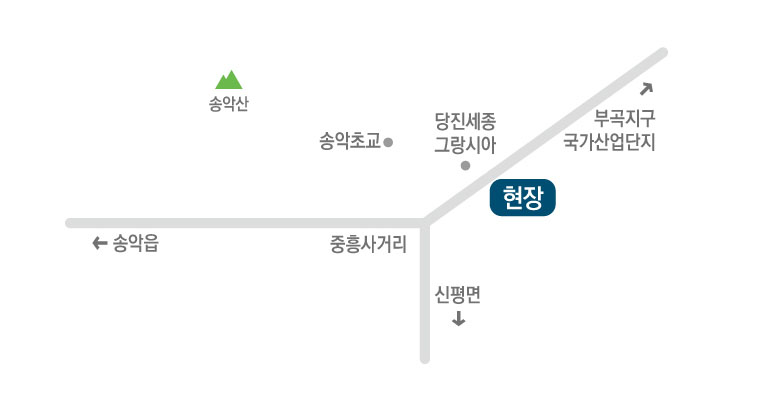 송악산
송악초교
당진세종
그랑시아
부곡지구
국가산업단지
현장
송악읍
중흥사거리
신평면